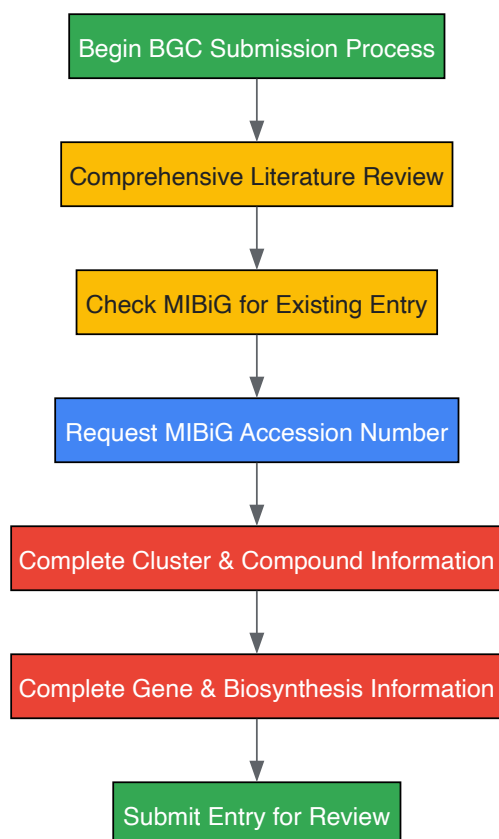 Begin BGC Submission Process
Comprehensive Literature Review
Check MIBiG for Existing Entry
Request MIBiG Accession Number
Complete Cluster & Compound Information
Complete Gene & Biosynthesis Information
Submit Entry for Review